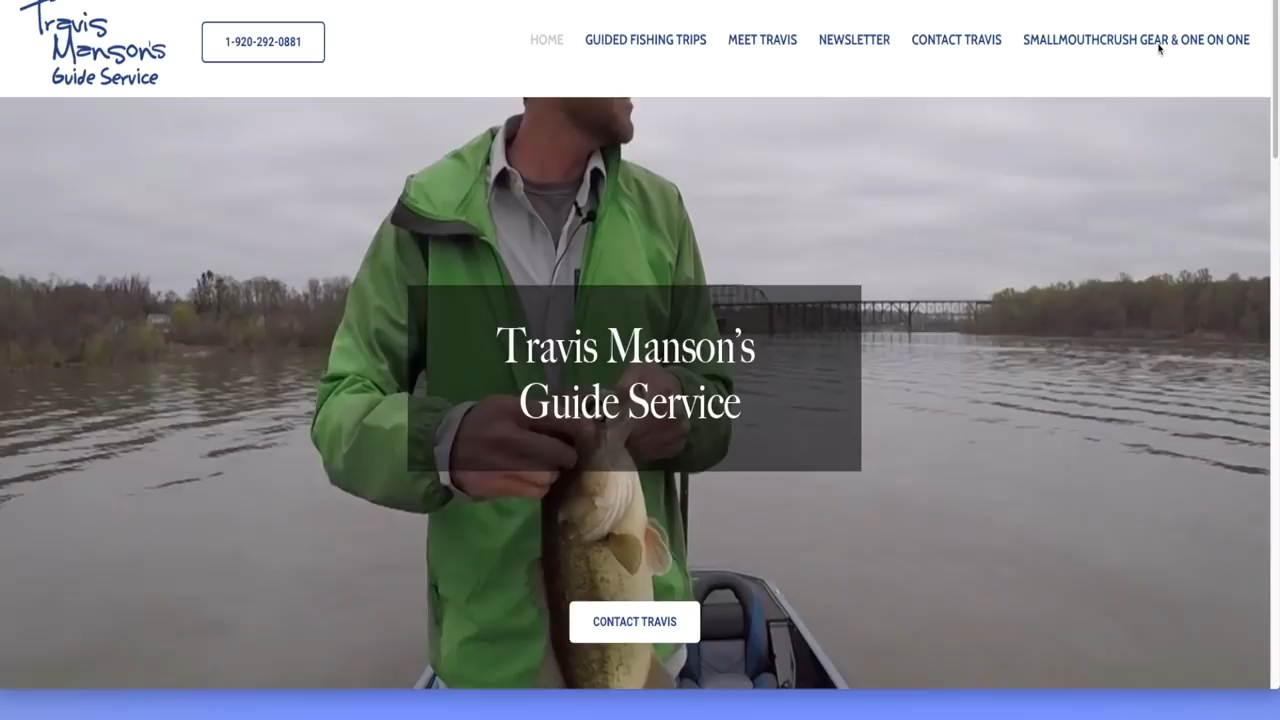 Travis
Manson's
Guide Service
1-920-292-0881
HOME
GUIDED FISHING TRIPS
MEET TRAVIS
NEWSLETTER
CONTACT TRAVIS
SMALLMOUTHCRUSH GEAR & ONE ON ONE
Travis Manson's
Guide Service
CONTACT TRAVIS